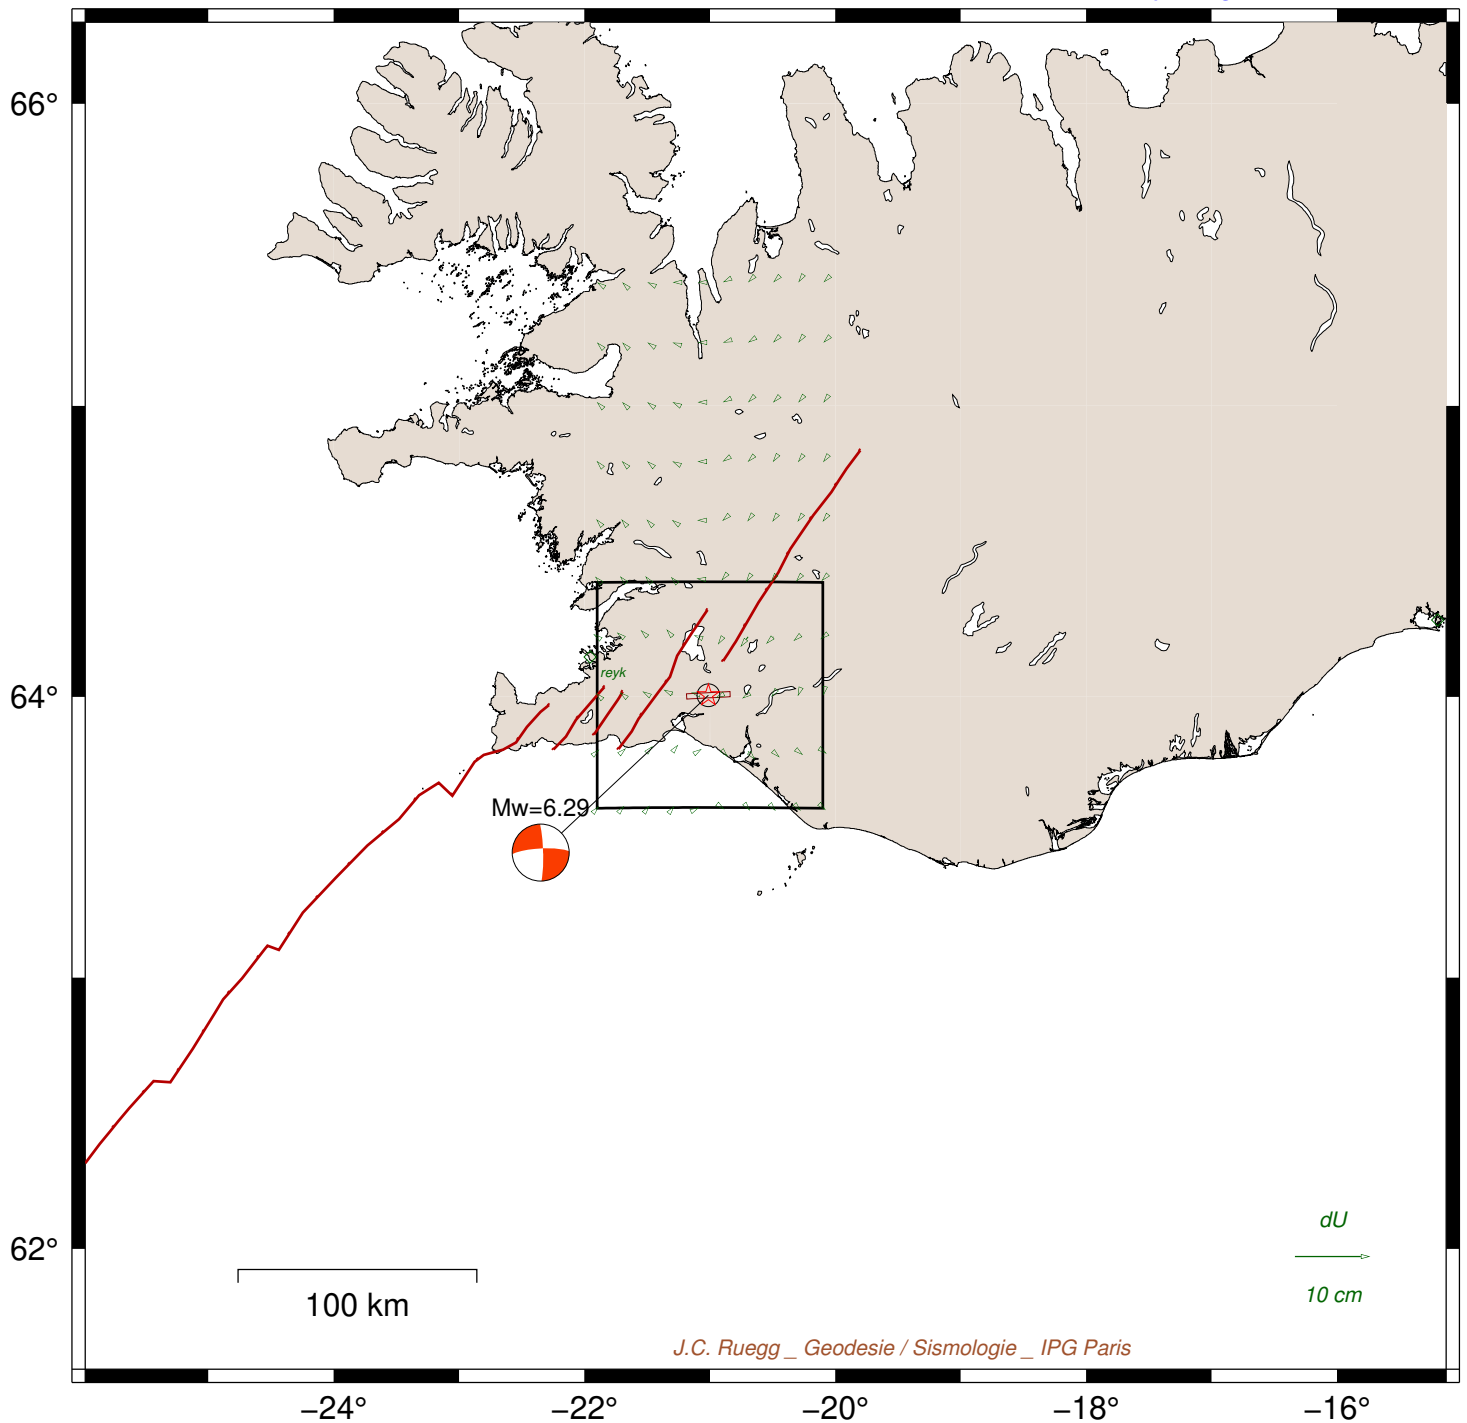 66°
64°
reyk
Mw=6.29
62°
dU
10 cm
100 km
J.C. Ruegg _ Geodesie / Sismologie _ IPG Paris
−24°
−22°
−20°
−18°
−16°